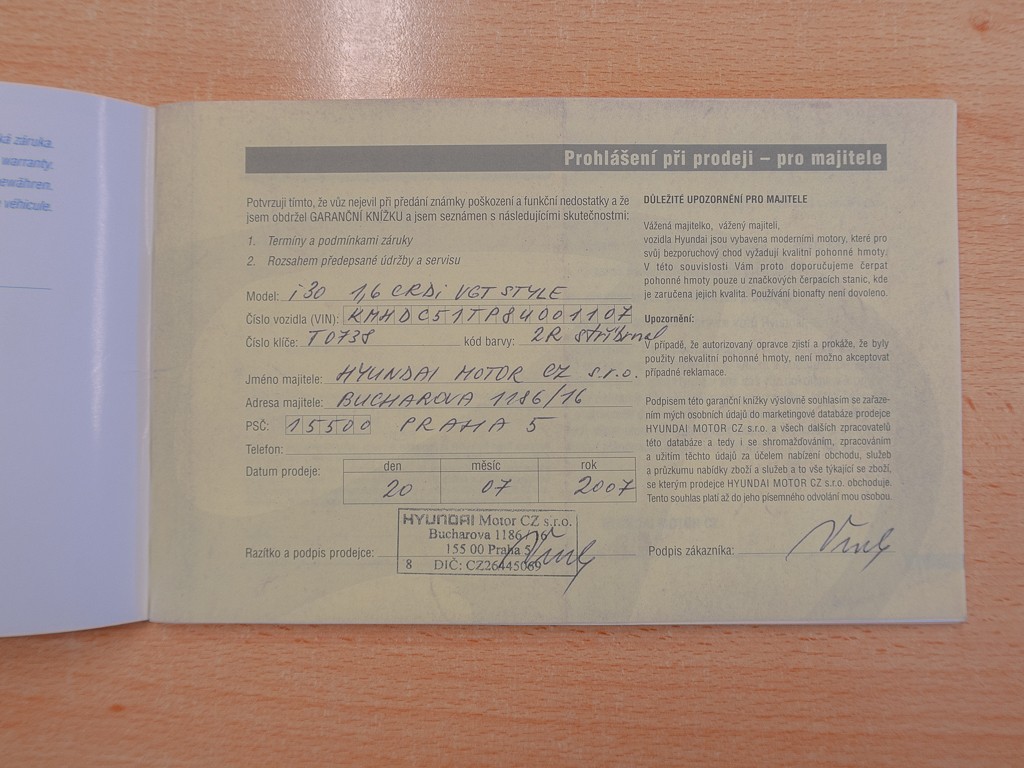 ká záruka.
warranty.
ewähren.
véhicule.
Prohlášení při prodeji – pro majitele
Potvrzuji tímto, že vůz nejevil při předání známky poškození a funkční nedostatky a že
jsem obdržel GARANČNÍ KNÍŽKU a jsem seznámen s následujícími skutečnostmi:
1. Termíny a podmínkami záruky
2. Rozsahem předepsané údržby a servisu
Model: i30 1,6 CRDi VGT STYLE
Číslo vozidla (VIN): KMHDC51TP8U001107
Číslo klíče: T0738 kód barvy: 2R stříbrná
Jméno majitele: HYUNDAI MOTOR CZ s.r.o.
Adresa majitele: BUCHAROVA 1186/16
PSČ: 15500 PRAHA 5
Telefon:
Datum prodeje: den měsíc rok
20 07 2007
HYUNDAI Motor CZ s.r.o.
Bucharova 1186/16
155 00 Praha 5
8 DIČ: CZ26445069
Razítko a podpis prodejce:
DŮLEŽITÉ UPOZORNĚNÍ PRO MAJITELE
Vážená majitelko, vážený majiteli,
vozidla Hyundai jsou vybavena moderními motory, které pro
svůj bezporuchový chod vyžadují kvalitní pohonné hmoty.
V této souvislosti Vám proto doporučujeme čerpat
pohonné hmoty pouze u značkových čerpacích stanic, kde
je zaručena jejich kvalita. Používání bionafty není dovoleno.
Upozornění:
V případě, že autorizovaný opravce zjistí a prokáže, že byly
použity nekvalitní pohonné hmoty, není možno akceptovat
případné reklamace.
Podpisem této garanční knížky výslovně souhlasím se zařaze-
ním mých osobních údajů do marketingové databáze prodejce
HYUNDAI MOTOR CZ s.r.o. a všech dalších zpracovatelů
této databáze a tedy i se shromažďováním, zpracováním
a užitím těchto údajů za účelem nabízení obchodu, služeb
a průzkumu nabídky zboží a služeb a to vše týkající se zboží,
se kterým prodejce HYUNDAI MOTOR CZ s.r.o. obchoduje.
Tento souhlas platí až do jeho písemného odvolání mou osobou.
Podpis zákazníka: